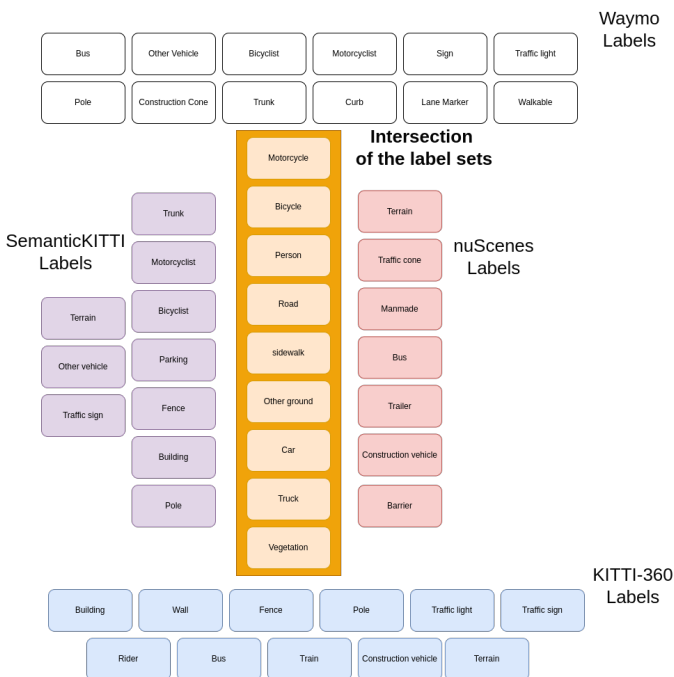 Waymo
Labels
Bus
Other Vehicle
Bicyclist
Motorcyclist
Sign
Traffic light
Pole
Construction Cone
Trunk
Curb
Lane Marker
Walkable
Intersection
of the label sets
Motorcycle
Bicycle
Person
Road
sidewalk
Other ground
Car
Truck
Vegetation
SemanticKITTI
Labels
Trunk
Motorcyclist
Bicyclist
Parking
Fence
Building
Pole
Terrain
Other vehicle
Traffic sign
nuScenes
Labels
Terrain
Traffic cone
Manmade
Bus
Trailer
Construction vehicle
Barrier
KITTI-360
Labels
Building
Wall
Fence
Pole
Traffic light
Traffic sign
Rider
Bus
Train
Construction vehicle
Terrain